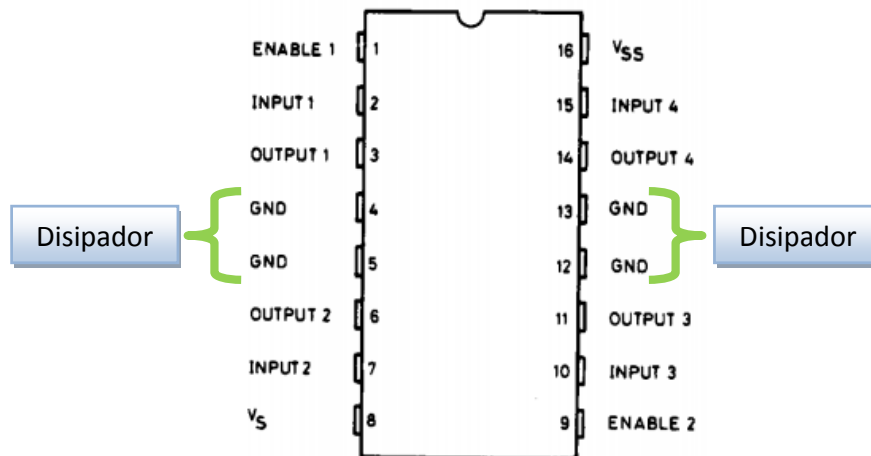 ENABLE 1 1 16 VSS
INPUT 1 2 15 INPUT 4
OUTPUT 1 3 14 OUTPUT 4
GND 4 13 GND
Disipador Disipador
GND 5 12 GND
OUTPUT 2 6 11 OUTPUT 3
INPUT 2 7 10 INPUT 3
VS 8 9 ENABLE 2